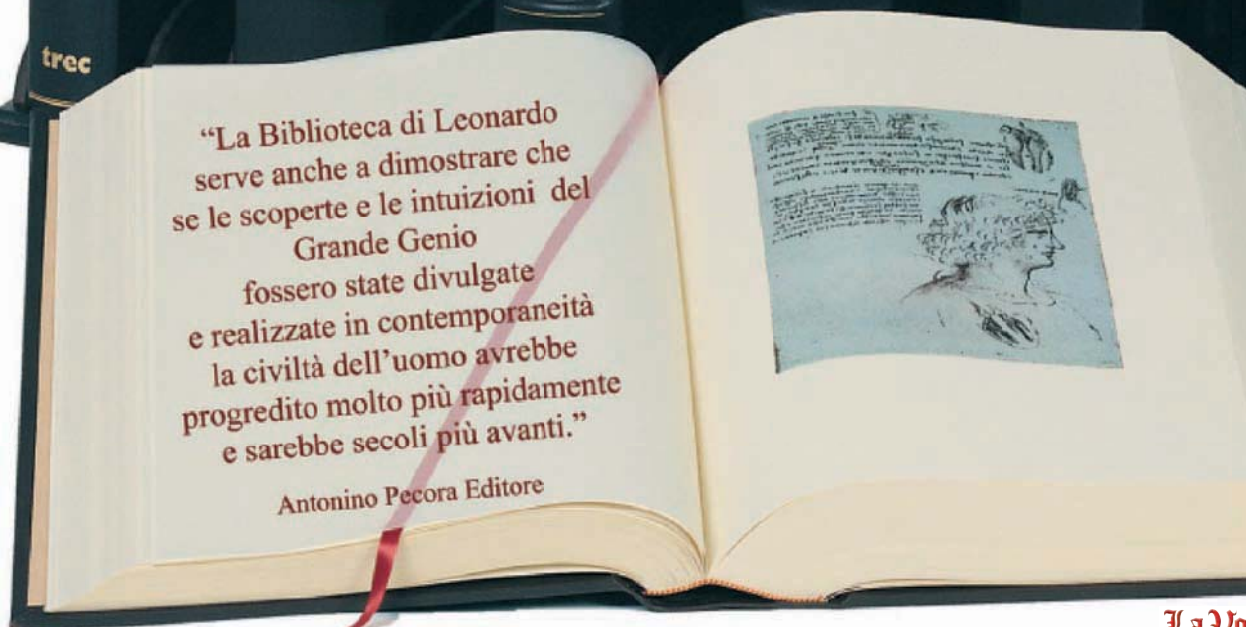 trec
“La Biblioteca di Leonardo
serve anche a dimostrare che
se le scoperte e le intuizioni del
Grande Genio
fossero state divulgate
e realizzate in contemporaneità
la civiltà dell’uomo avrebbe
progredito molto più rapidamente
e sarebbe secoli più avanti.”
Antonino Pecora Editore